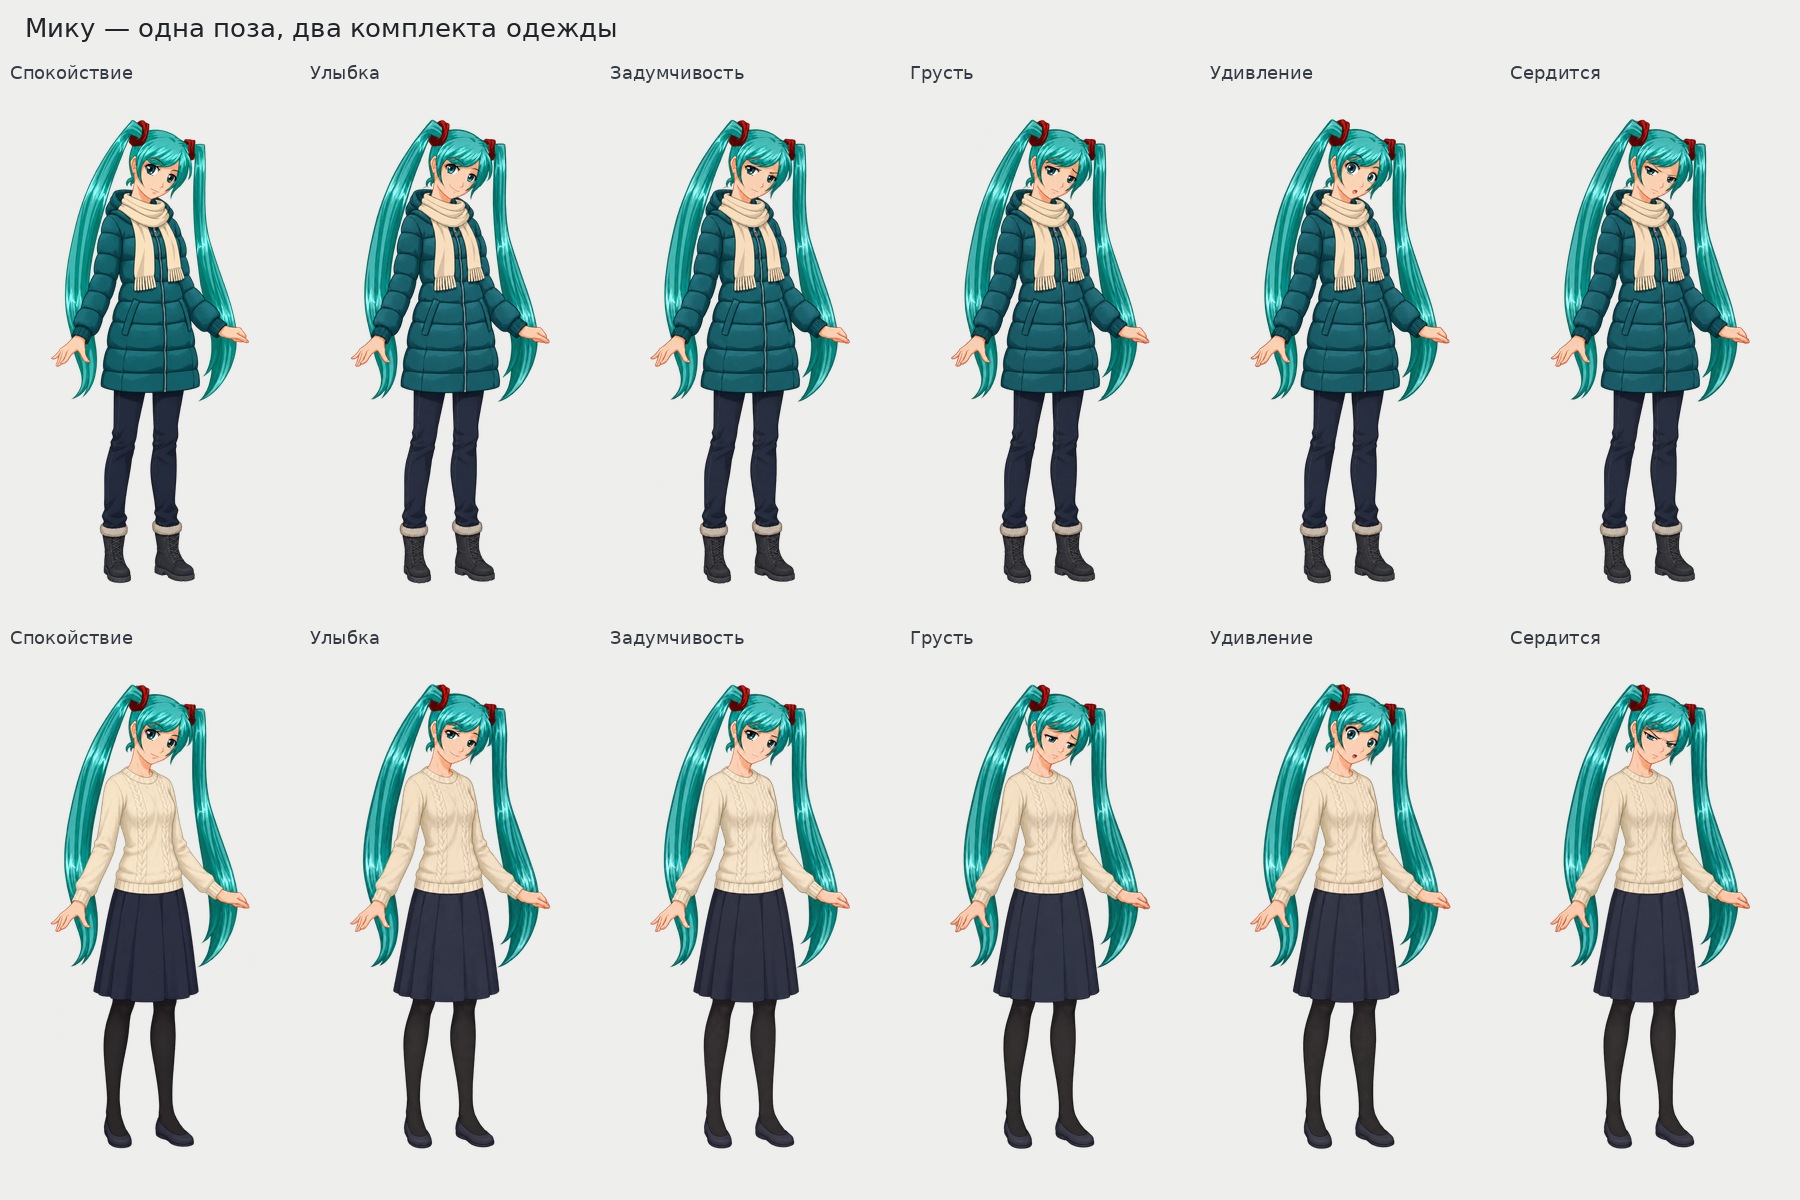 Мику — одна поза, два комплекта одежды
Спокойствие
Улыбка
Задумчивость
Грусть
Удивление
Сердится
Спокойствие
Улыбка
Задумчивость
Грусть
Удивление
Сердится